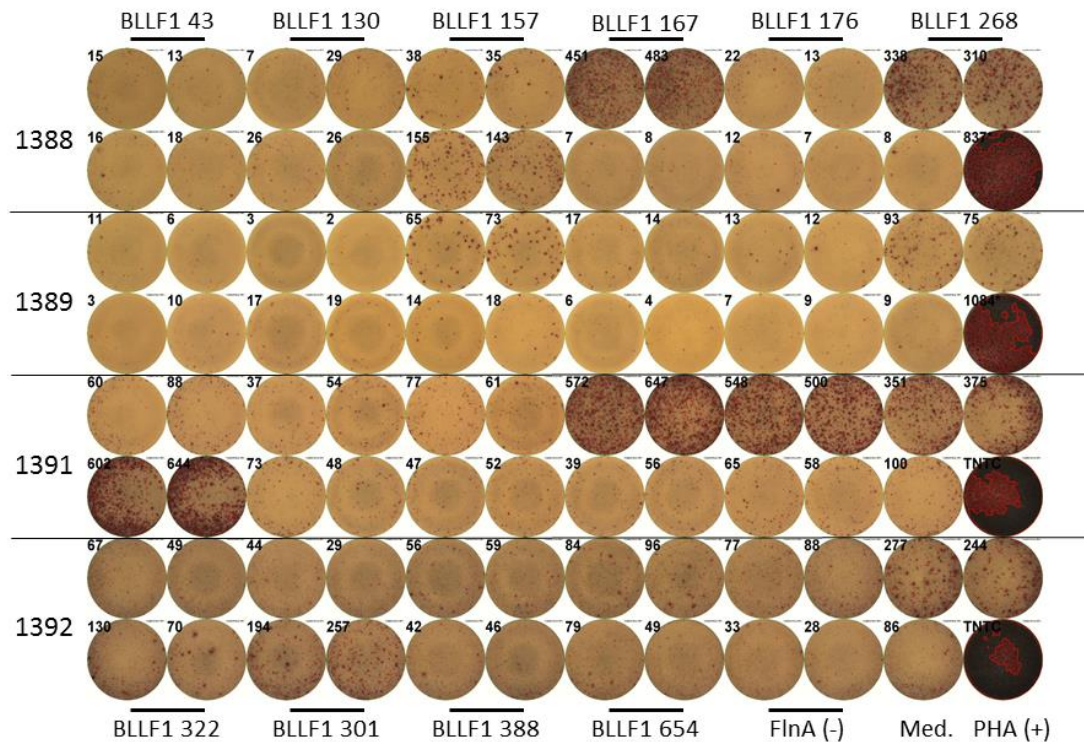 BLLF1 43 BLLF1 130 BLLF1 157 BLLF1 167 BLLF1 176 BLLF1 268
15 13 7 29 38 35 451 483 22 13 338 310
1388
16 18 26 26 155 143 7 8 12 7 8 837*
11 6 3 2 65 73 17 14 13 12 93 75
1389
3 10 17 19 14 18 6 4 7 9 9 1084*
60 88 37 54 77 61 572 647 548 500 351 375
1391
602 644 73 48 47 52 39 56 65 58 100 TNTC
67 49 44 29 56 59 84 96 77 88 277 244
1392
130 70 194 257 42 46 79 49 33 28 86 TNTC
BLLF1 322 BLLF1 301 BLLF1 388 BLLF1 654 FlnA (-) Med. PHA (+)